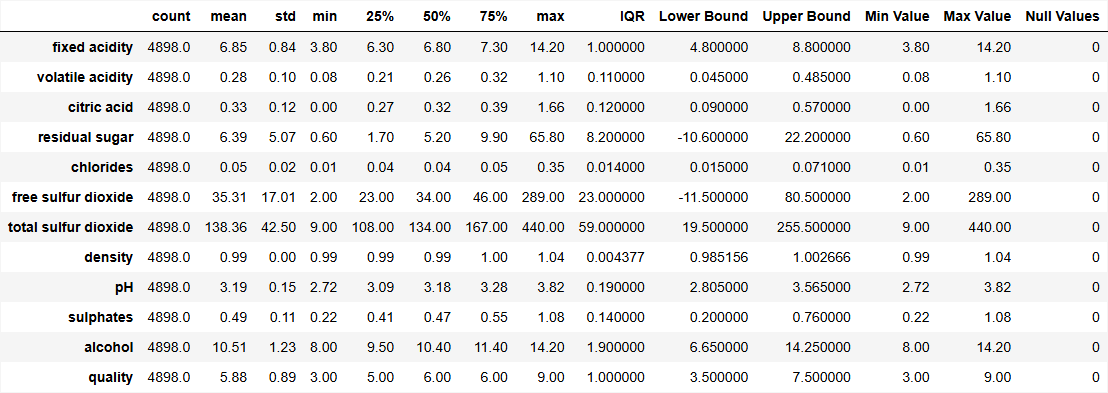 count mean std min 25% 50% 75% max IQR Lower Bound Upper Bound Min Value Max Value Null Values
fixed acidity 4898.0 6.85 0.84 3.80 6.30 6.80 7.30 14.20 1.000000 4.800000 8.800000 3.80 14.20 0
volatile acidity 4898.0 0.28 0.10 0.08 0.21 0.26 0.32 1.10 0.110000 0.045000 0.485000 0.08 1.10 0
citric acid 4898.0 0.33 0.12 0.00 0.27 0.32 0.39 1.66 0.120000 0.090000 0.570000 0.00 1.66 0
residual sugar 4898.0 6.39 5.07 0.60 1.70 5.20 9.90 65.80 8.200000 -10.600000 22.200000 0.60 65.80 0
chlorides 4898.0 0.05 0.02 0.01 0.04 0.04 0.05 0.35 0.014000 0.015000 0.071000 0.01 0.35 0
free sulfur dioxide 4898.0 35.31 17.01 2.00 23.00 34.00 46.00 289.00 23.000000 -11.500000 80.500000 2.00 289.00 0
total sulfur dioxide 4898.0 138.36 42.50 9.00 108.00 134.00 167.00 440.00 59.000000 19.500000 255.500000 9.00 440.00 0
density 4898.0 0.99 0.00 0.99 0.99 0.99 1.00 1.04 0.004377 0.985156 1.002666 0.99 1.04 0
pH 4898.0 3.19 0.15 2.72 3.09 3.18 3.28 3.82 0.190000 2.805000 3.565000 2.72 3.82 0
sulphates 4898.0 0.49 0.11 0.22 0.41 0.47 0.55 1.08 0.140000 0.200000 0.760000 0.22 1.08 0
alcohol 4898.0 10.51 1.23 8.00 9.50 10.40 11.40 14.20 1.900000 6.650000 14.250000 8.00 14.20 0
quality 4898.0 5.88 0.89 3.00 5.00 6.00 6.00 9.00 1.000000 3.500000 7.500000 3.00 9.00 0